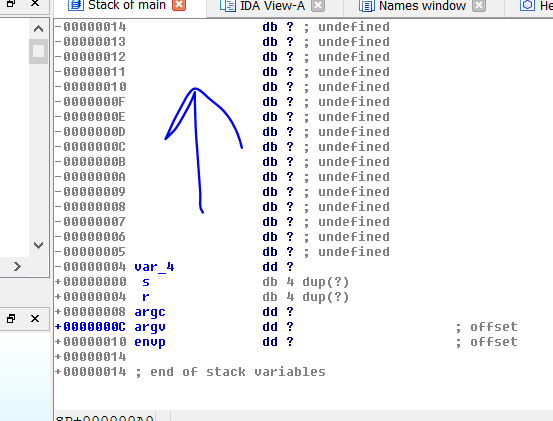 Stack of main IDA View-A Names window He
-00000014 db ? ; undefined
-00000013 db ? ; undefined
-00000012 db ? ; undefined
-00000011 db ? ; undefined
-00000010 db ? ; undefined
-0000000F db ? ; undefined
-0000000E db ? ; undefined
-0000000D db ? ; undefined
-0000000C db ? ; undefined
-0000000B db ? ; undefined
-0000000A db ? ; undefined
-00000009 db ? ; undefined
-00000008 db ? ; undefined
-00000007 db ? ; undefined
-00000006 db ? ; undefined
-00000005 db ? ; undefined
-00000004 var_4 dd ?
+00000000 s db 4 dup(?)
+00000004 r db 4 dup(?)
+00000008 argc dd ?
+0000000C argv dd ? ; offset
+00000010 envp dd ? ; offset
+00000014
+00000014 ; end of stack variables
SP+000000A0